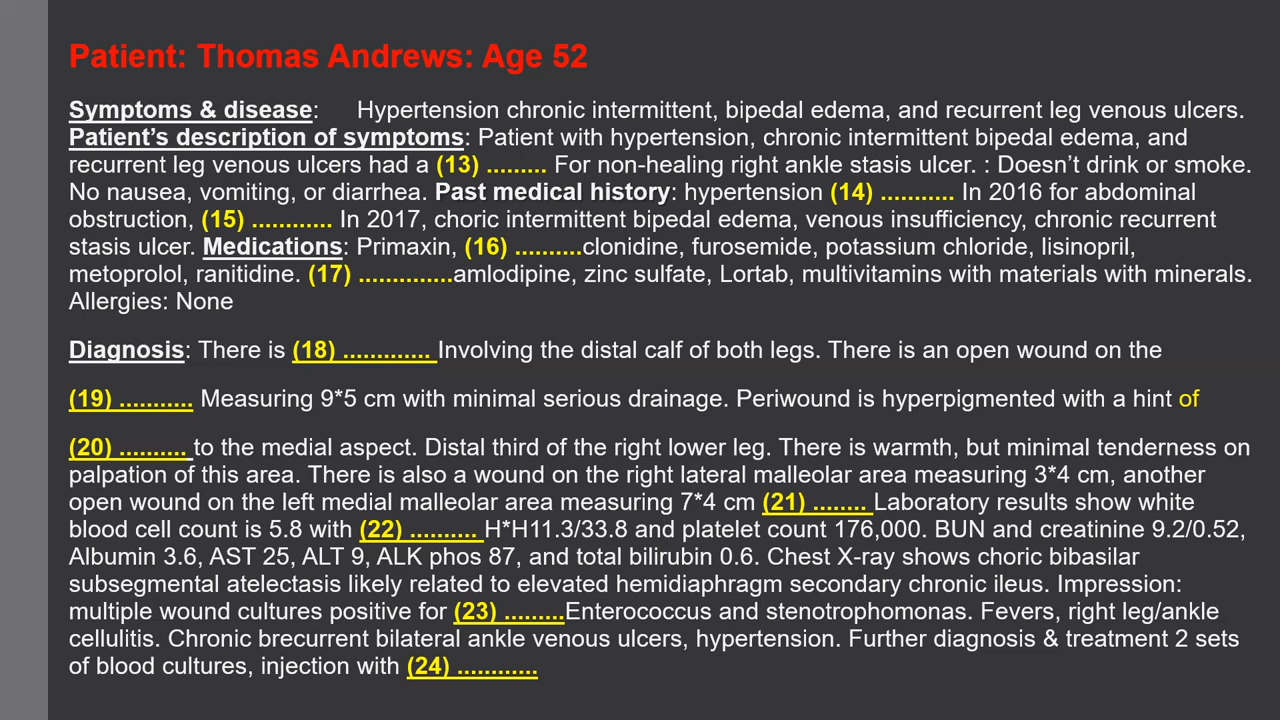 Patient: Thomas Andrews: Age 52
Symptoms & disease: Hypertension chronic intermittent, bipedal edema, and recurrent leg venous ulcers.
Patient's description of symptoms: Patient with hypertension, chronic intermittent bipedal edema, and
recurrent leg venous ulcers had a (13) ......... For non-healing right ankle stasis ulcer. : Doesn't drink or smoke.
No nausea, vomiting, or diarrhea. Past medical history: hypertension (14) ........... In 2016 for abdominal
obstruction, (15) ............ In 2017, choric intermittent bipedal edema, venous insufficiency, chronic recurrent
stasis ulcer. Medications: Primaxin, (16) ..........clonidine, furosemide, potassium chloride, lisinopril,
metoprolol, ranitidine. (17) ..............amlodipine, zinc sulfate, Lortab, multivitamins with materials with minerals.
Allergies: None
Diagnosis: There is (18) ............. Involving the distal calf of both legs. There is an open wound on the
(19) ........... Measuring 9*5 cm with minimal serious drainage. Periwound is hyperpigmented with a hint of
(20) .......... to the medial aspect. Distal third of the right lower leg. There is warmth, but minimal tenderness on
palpation of this area. There is also a wound on the right lateral malleolar area measuring 3*4 cm, another
open wound on the left medial malleolar area measuring 7*4 cm (21) ........ Laboratory results show white
blood cell count is 5.8 with (22) .......... H*H11.3/33.8 and platelet count 176,000. BUN and creatinine 9.2/0.52,
Albumin 3.6, AST 25, ALT 9, ALK phos 87, and total bilirubin 0.6. Chest X-ray shows choric bibasilar
subsegmental atelectasis likely related to elevated hemidiaphragm secondary chronic ileus. Impression:
multiple wound cultures positive for (23) .........Enterococcus and stenotrophomonas. Fevers, right leg/ankle
cellulitis. Chronic brecurrent bilateral ankle venous ulcers, hypertension. Further diagnosis & treatment 2 sets
of blood cultures, injection with (24) ............